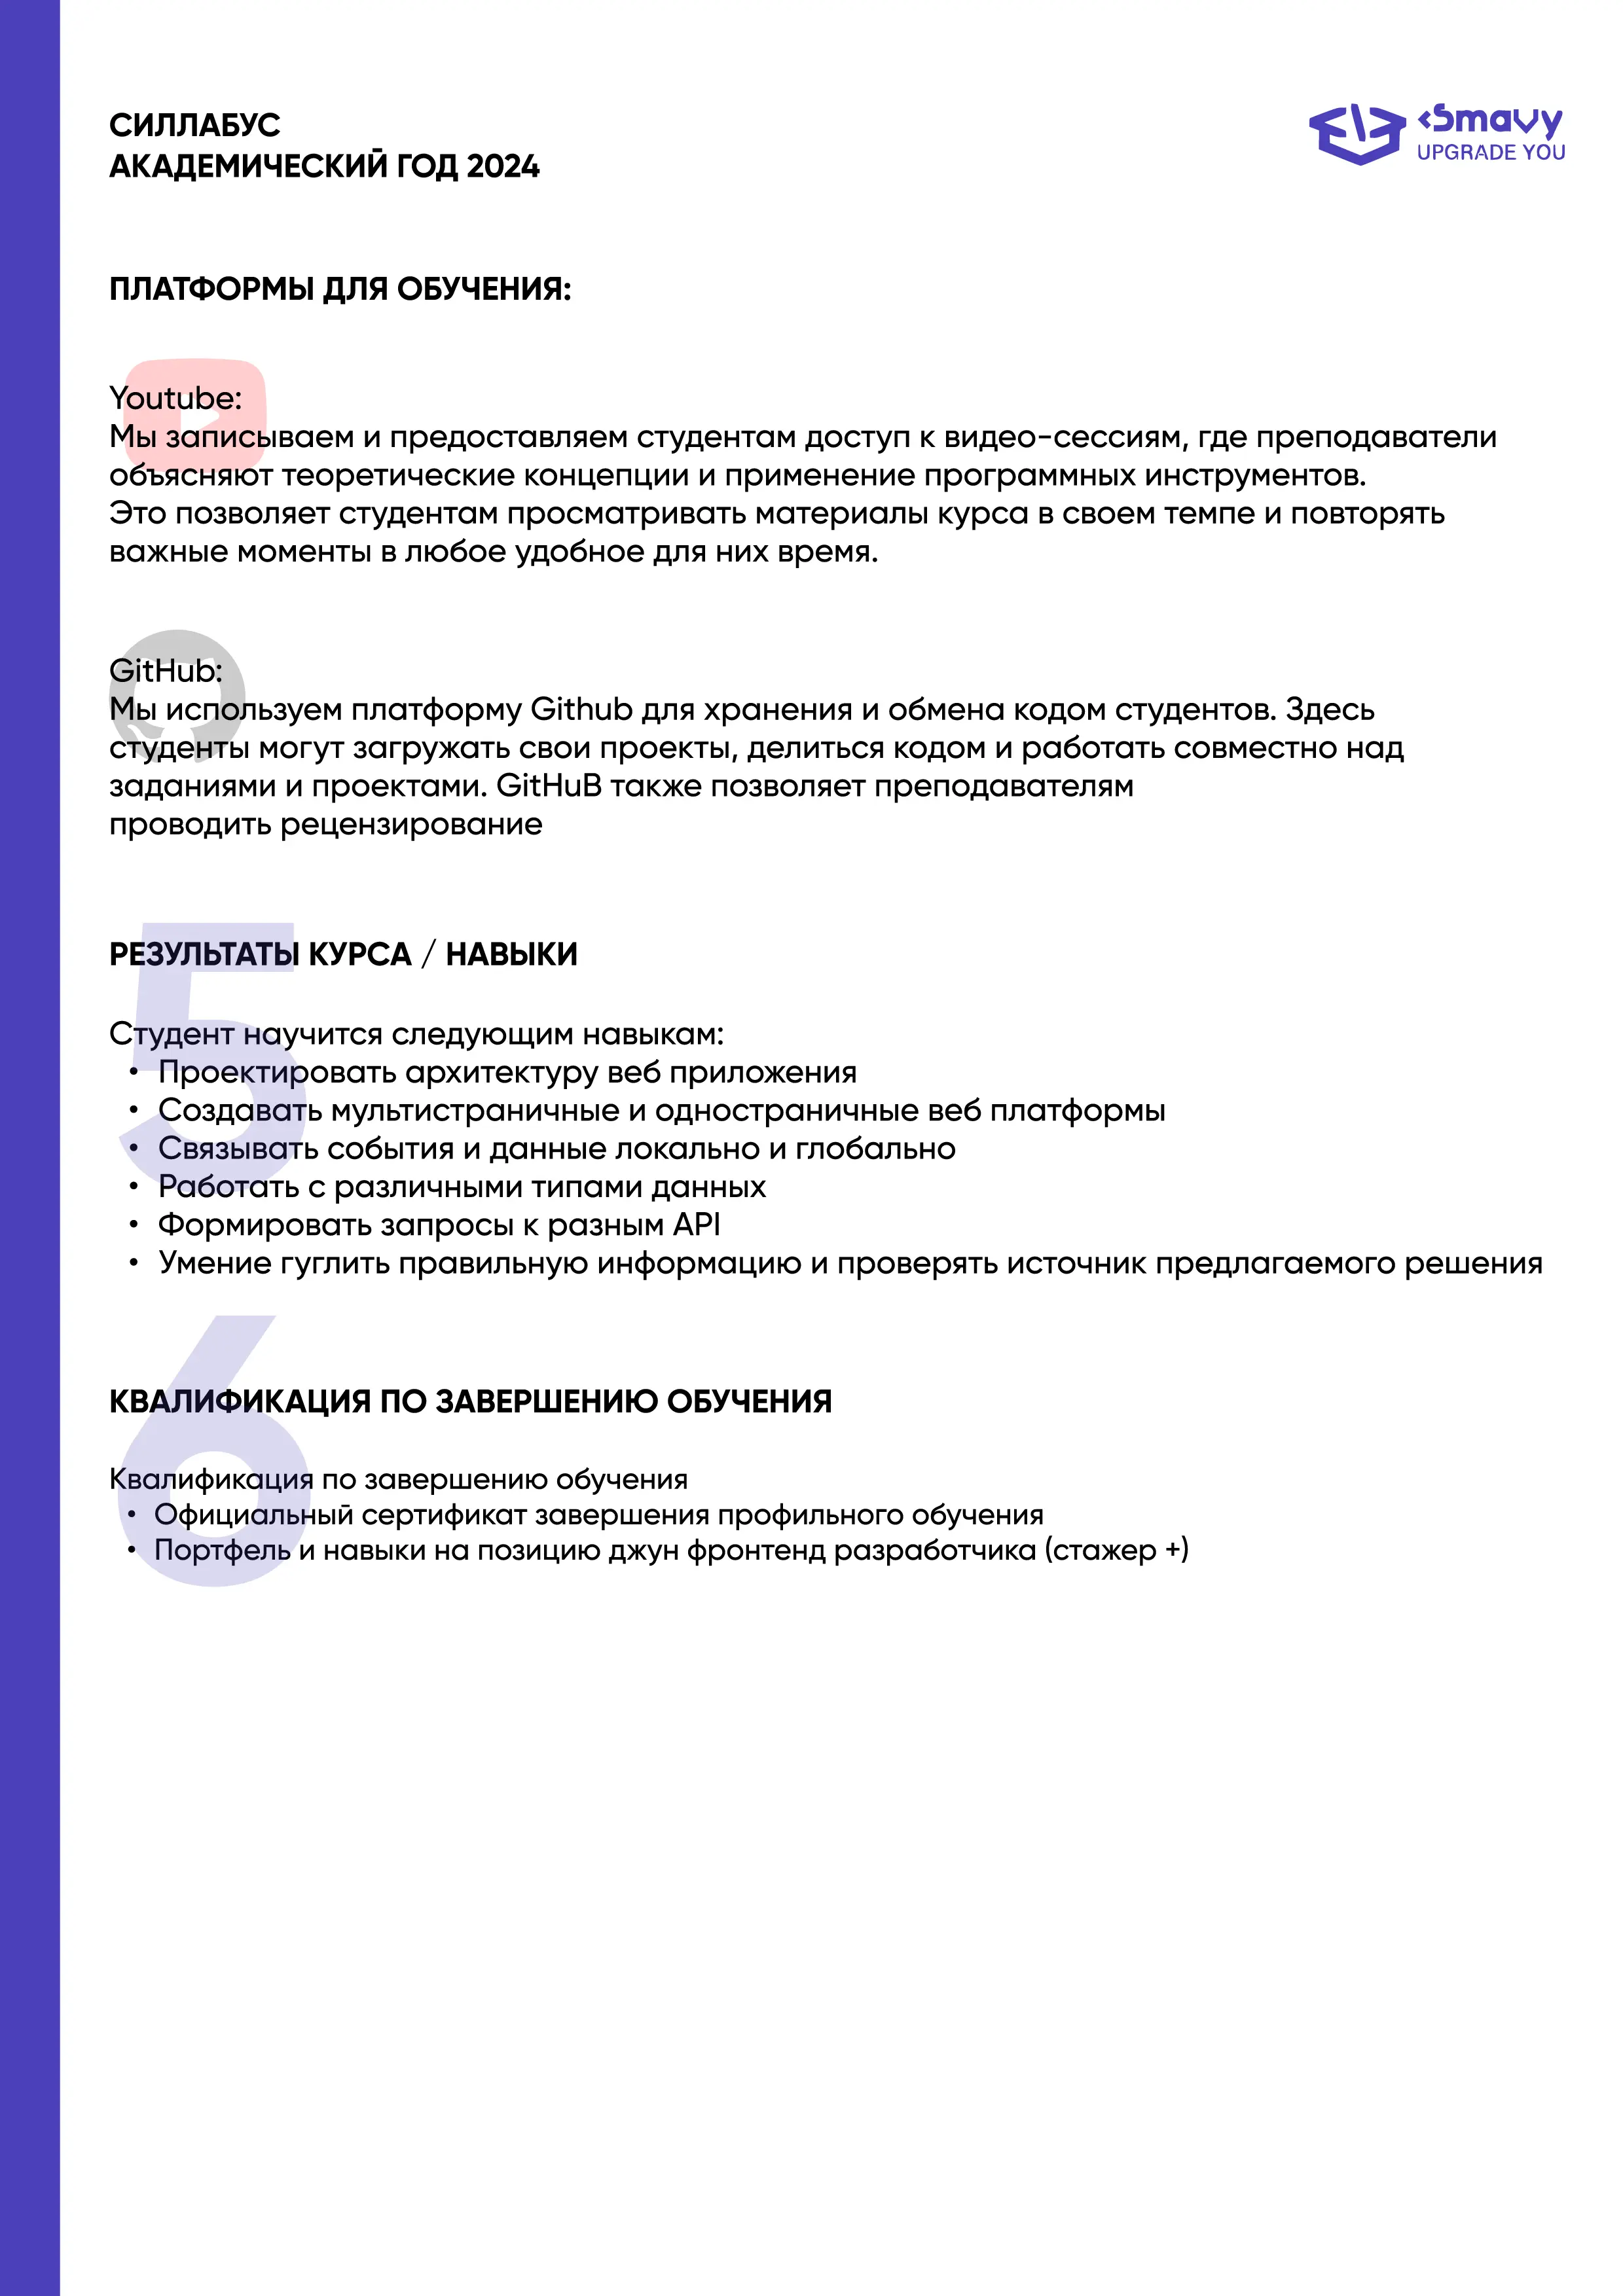 СИЛЛАБУС
АКАДЕМИЧЕСКИЙ ГОД 2024
Smavy
UPGRADE YOU
ПЛАТФОРМЫ ДЛЯ ОБУЧЕНИЯ:
Youtube:
Мы записываем и предоставляем студентам доступ к видео-сессиям, где преподаватели
объясняют теоретические концепции и применение программных инструментов.
Это позволяет студентам просматривать материалы курса в своем темпе и повторять
важные моменты в любое удобное для них время.
GitHub:
Мы используем платформу Github для хранения и обмена кодом студентов. Здесь
студенты могут загружать свои проекты, делиться кодом и работать совместно над
заданиями и проектами. GitHuB также позволяет преподавателям
проводить рецензирование
5
РЕЗУЛЬТАТЫ КУРСА / НАВЫКИ
Студент научится следующим навыкам:
• Проектировать архитектуру веб приложения
• Создавать мультистраничные и одностраничные веб платформы
• Связывать события и данные локально и глобально
• Работать с различными типами данных
• Формировать запросы к разным API
• Умение гуглить правильную информацию и проверять источник предлагаемого решения
6
КВАЛИФИКАЦИЯ ПО ЗАВЕРШЕНИЮ ОБУЧЕНИЯ
Квалификация по завершению обучения
• Официальный сертификат завершения профильного обучения
• Портфель и навыки на позицию джун фронтенд разработчика (стажер +)